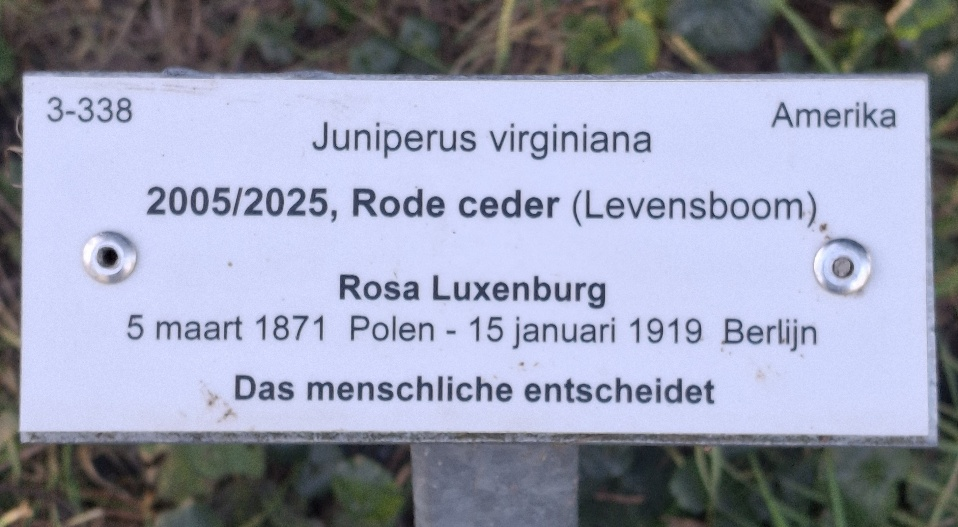 3-338 Amerika
Juniperus virginiana
2005/2025, Rode ceder (Levensboom)
Rosa Luxenburg
5 maart 1871 Polen - 15 januari 1919 Berlijn
Das menschliche entscheidet